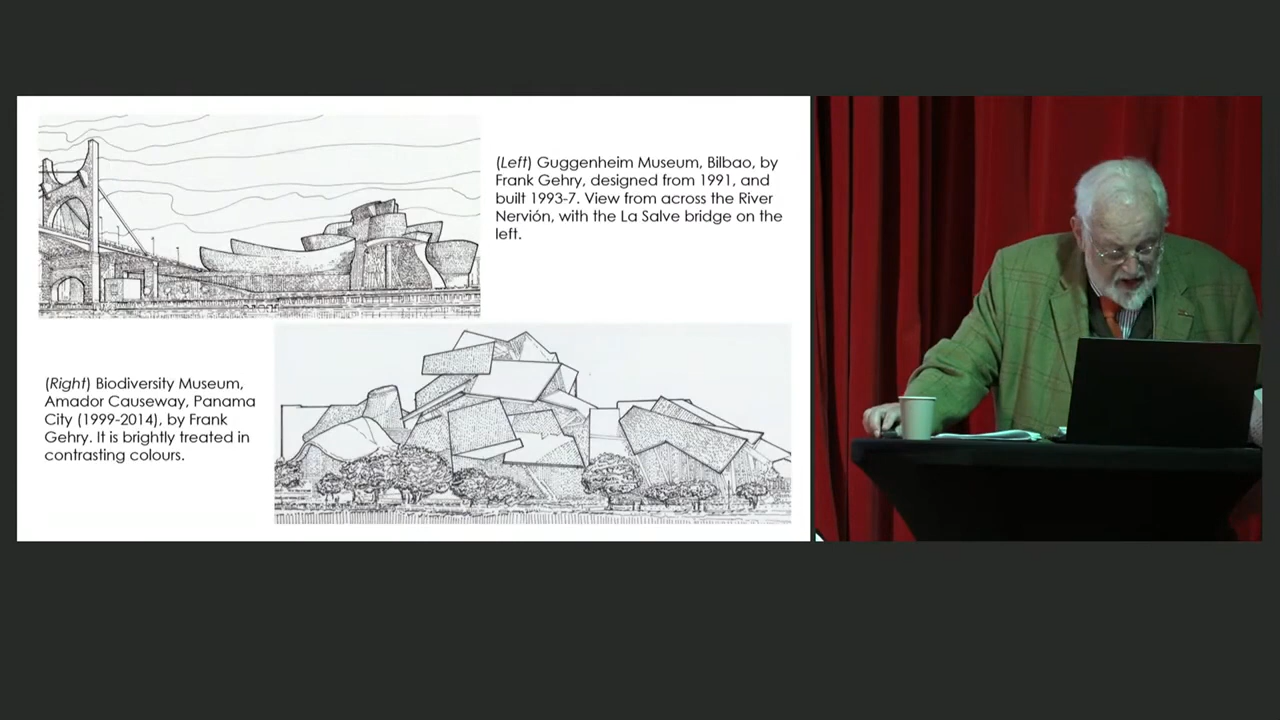 (Left) Guggenheim Museum, Bilbao, by
Frank Gehry, designed from 1991, and
built 1993-7. View from across the River
Nervión, with the La Salve bridge on the
left.
(Right) Biodiversity Museum,
Amador Causeway, Panama
City (1999-2014), by Frank
Gehry. It is brightly treated in
contrasting colours.